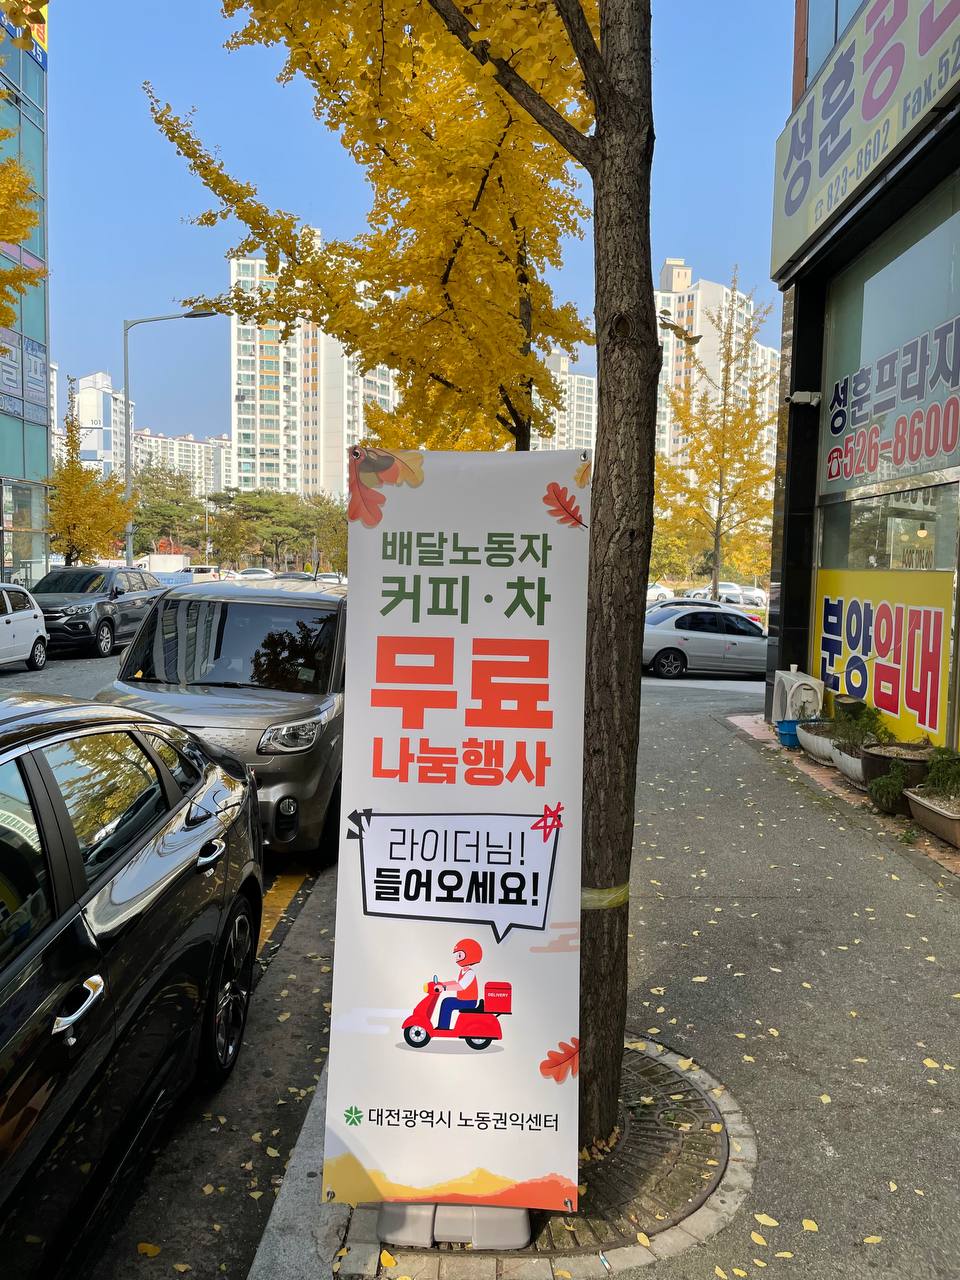 배달노동자
커피·차
무료
나눔행사
라이더님!
들어오세요!
DELIVERY
대전광역시 노동권익센터
성훈공인
823-8602 Fax.52
성훈프라자
526-8600
분양임대
101